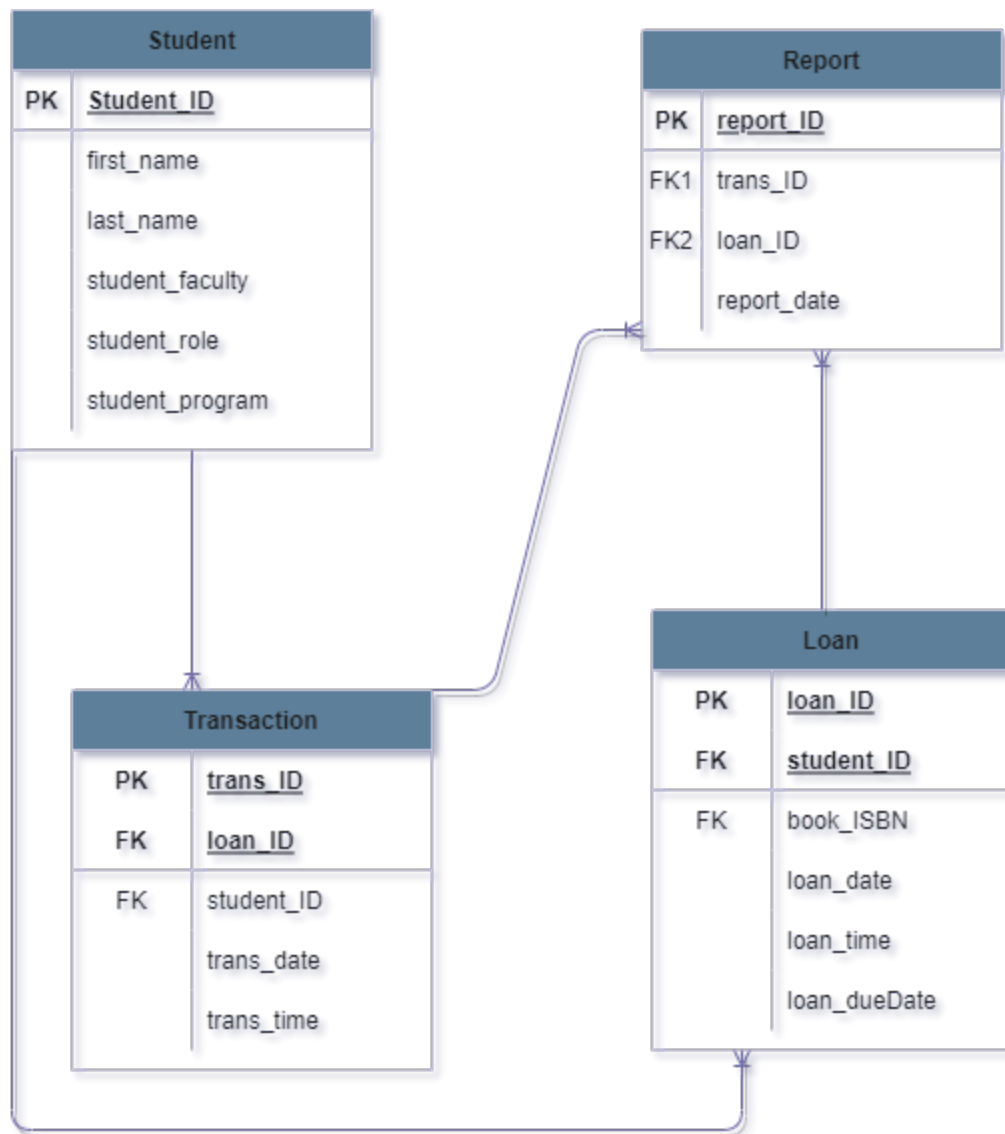 Student
PK Student_ID
first_name
last_name
student_faculty
student_role
student_program
Report
PK report_ID
FK1 trans_ID
FK2 loan_ID
report_date
Transaction
PK trans_ID
FK loan_ID
FK student_ID
trans_date
trans_time
Loan
PK loan_ID
FK student_ID
FK book_ISBN
loan_date
loan_time
loan_dueDate